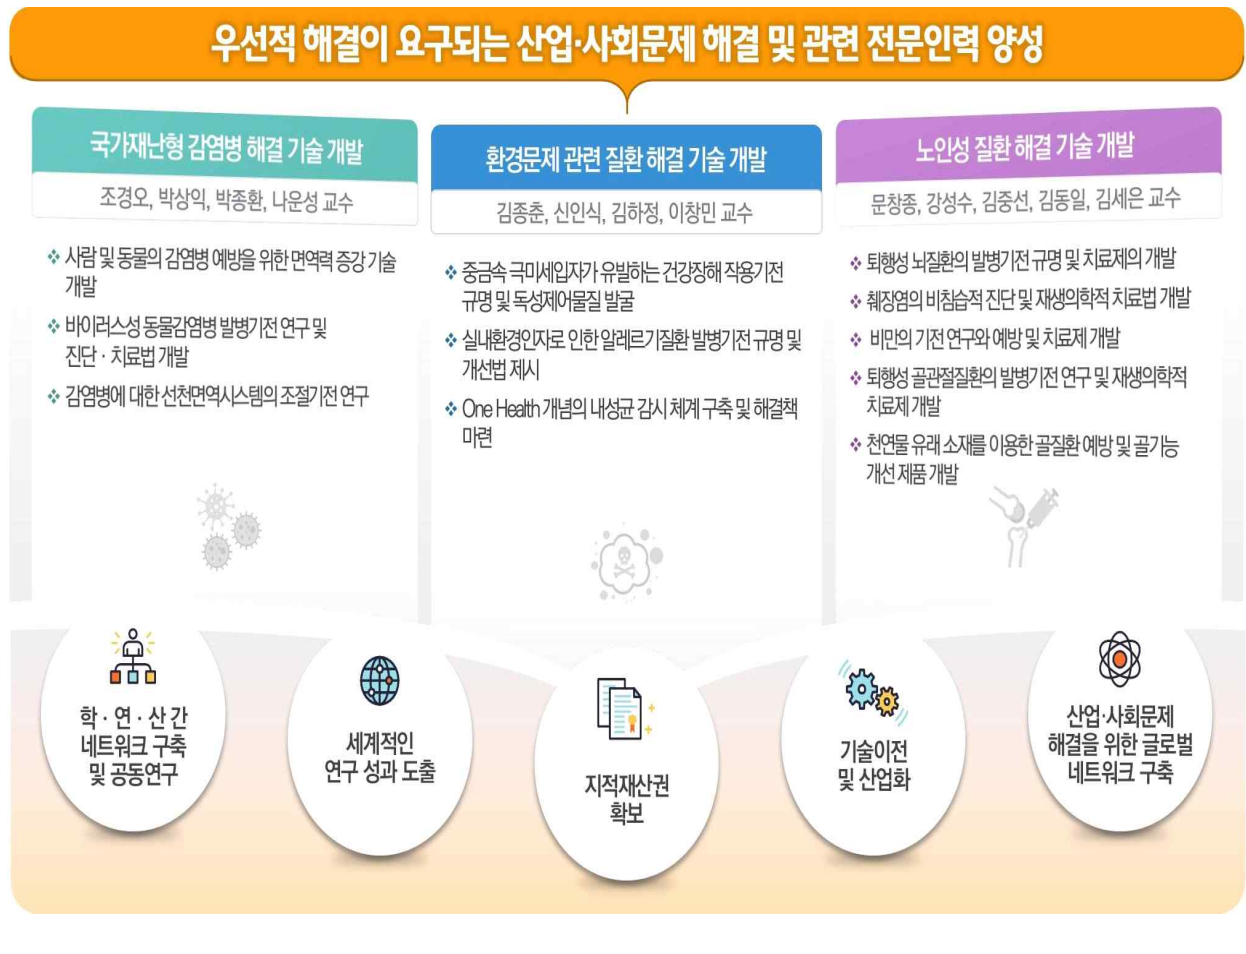 우선적 해결이 요구되는 산업·사회문제 해결 및 관련 전문인력 양성
국가재난형 감염병 해결 기술 개발
조경오, 박상익, 박종환, 나운성 교수
❖ 사람 및 동물의 감염병 예방을 위한 면역력 증강 기술
개발
❖ 바이러스성 동물감염병 발병기전 연구 및
진단 · 치료법 개발
❖ 감염병에 대한 선천면역시스템의 조절기전 연구
환경문제 관련 질환 해결 기술 개발
김종춘, 신인식, 김하정, 이창민 교수
❖ 중금속 극미세입자가 유발하는 건강장해 작용기전
규명 및 독성제어물질 발굴
❖ 실내환경인자로 인한 알레르기질환 발병기전 규명 및
개선법 제시
❖ One Health 개념의 내성균 감시 체계 구축 및 해결책
마련
노인성 질환 해결 기술 개발
문창종, 강성수, 김중선, 김동일, 김세은 교수
❖ 퇴행성 뇌질환의 발병기전 규명 및 치료제의 개발
❖ 췌장염의 비침습적 진단 및 재생의학적 치료법 개발
❖ 비만의 기전 연구와 예방 및 치료제 개발
❖ 퇴행성 골관절질환의 발병기전 연구 및 재생의학적
치료제 개발
❖ 천연물 유래 소재를 이용한 골질환 예방 및 골기능
개선 제품 개발
학 · 연 · 산 간
네트워크 구축
및 공동연구
세계적인
연구 성과 도출
지적재산권
확보
기술이전
및 산업화
산업·사회문제
해결을 위한 글로벌
네트워크 구축